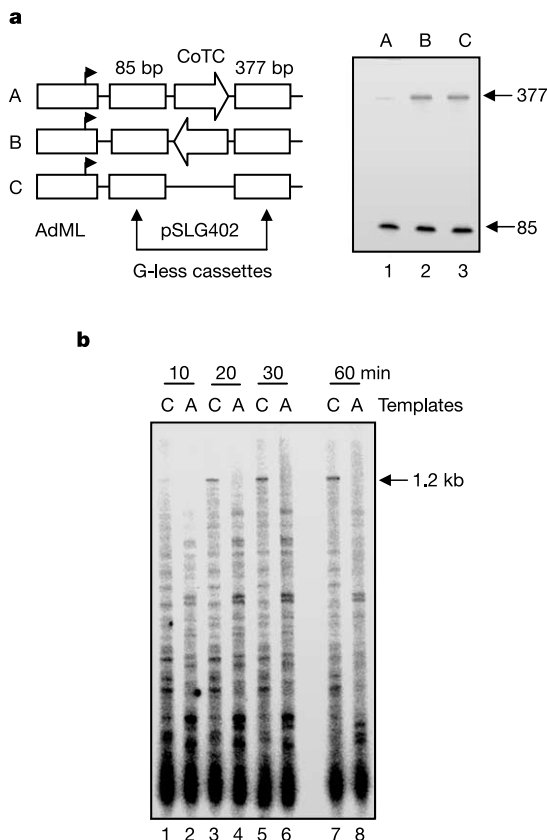 a
CoTC
85 bp 377 bp
A
B
C
AdML pSLG402
G-less cassettes
A B C
377
85
1 2 3
b
10 20 30 60 min
C A C A C A C A Templates
1.2 kb
1 2 3 4 5 6 7 8